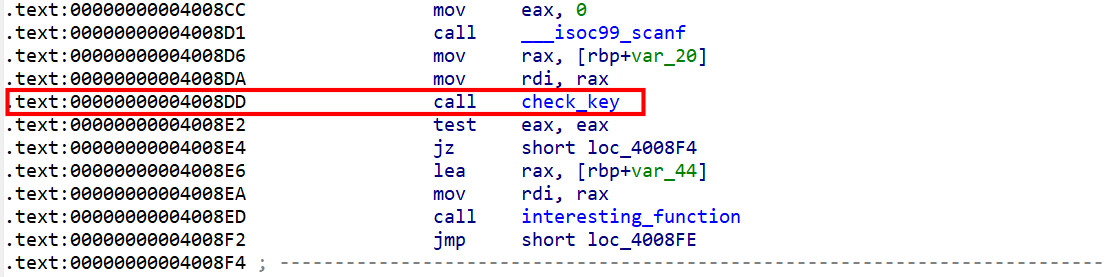 .text:00000000004008CC mov eax, 0
.text:00000000004008D1 call ___isoc99_scanf
.text:00000000004008D6 mov rax, [rbp+var_20]
.text:00000000004008DA mov rdi, rax
.text:00000000004008DD call check_key
.text:00000000004008E2 test eax, eax
.text:00000000004008E4 jz short loc_4008F4
.text:00000000004008E6 lea rax, [rbp+var_44]
.text:00000000004008EA mov rdi, rax
.text:00000000004008ED call interesting_function
.text:00000000004008F2 jmp short loc_4008FE
.text:00000000004008F4 ; ---------------------------------------------------------------------------